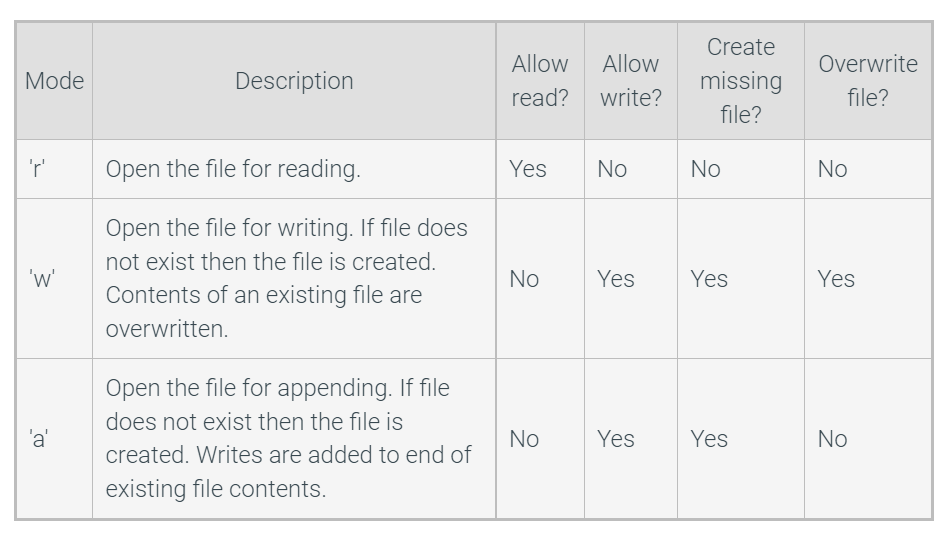 Mode
Description
Allow
read?
Allow
write?
Create
missing
file?
Overwrite
file?
'r'
Open the file for reading.
Yes
No
No
No
'w'
Open the file for writing. If file does
not exist then the file is created.
Contents of an existing file are
overwritten.
No
Yes
Yes
Yes
'a'
Open the file for appending. If file
does not exist then the file is
created. Writes are added to end of
existing file contents.
No
Yes
Yes
No